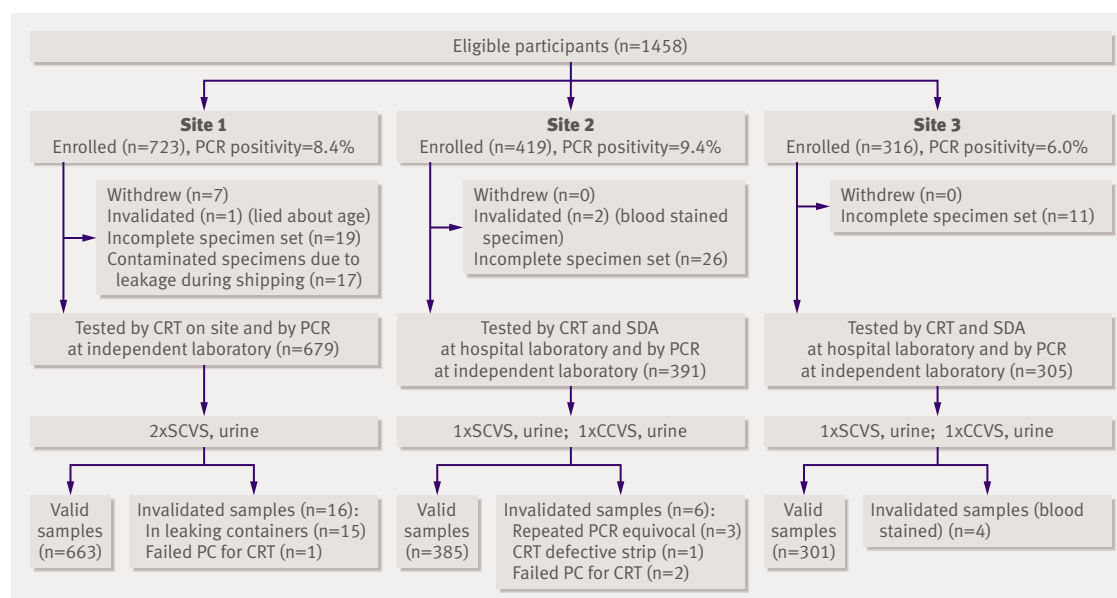 Eligible participants (n=1458)
Site 1
Enrolled (n=723), PCR positivity=8.4%
Withdrew (n=7)
Invalidated (n=1) (lied about age)
Incomplete specimen set (n=19)
Contaminated specimens due to
leakage during shipping (n=17)
Tested by CRT on site and by PCR
at independent laboratory (n=679)
2xSCVS, urine
Valid
samples
(n=663)
Invalidated samples (n=16):
In leaking containers (n=15)
Failed PC for CRT (n=1)
Site 2
Enrolled (n=419), PCR positivity=9.4%
Withdrew (n=0)
Invalidated (n=2) (blood stained
specimen)
Incomplete specimen set (n=26)
Tested by CRT and SDA
at hospital laboratory and by PCR
at independent laboratory (n=391)
1xSCVS, urine; 1xCCVS, urine
Valid
samples
(n=385)
Invalidated samples (n=6):
Repeated PCR equivocal (n=3)
CRT defective strip (n=1)
Failed PC for CRT (n=2)
Site 3
Enrolled (n=316), PCR positivity=6.0%
Withdrew (n=0)
Incomplete specimen set (n=11)
Tested by CRT and SDA
at hospital laboratory and by PCR
at independent laboratory (n=305)
1xSCVS, urine; 1xCCVS, urine
Valid
samples
(n=301)
Invalidated samples (blood
stained) (n=4)